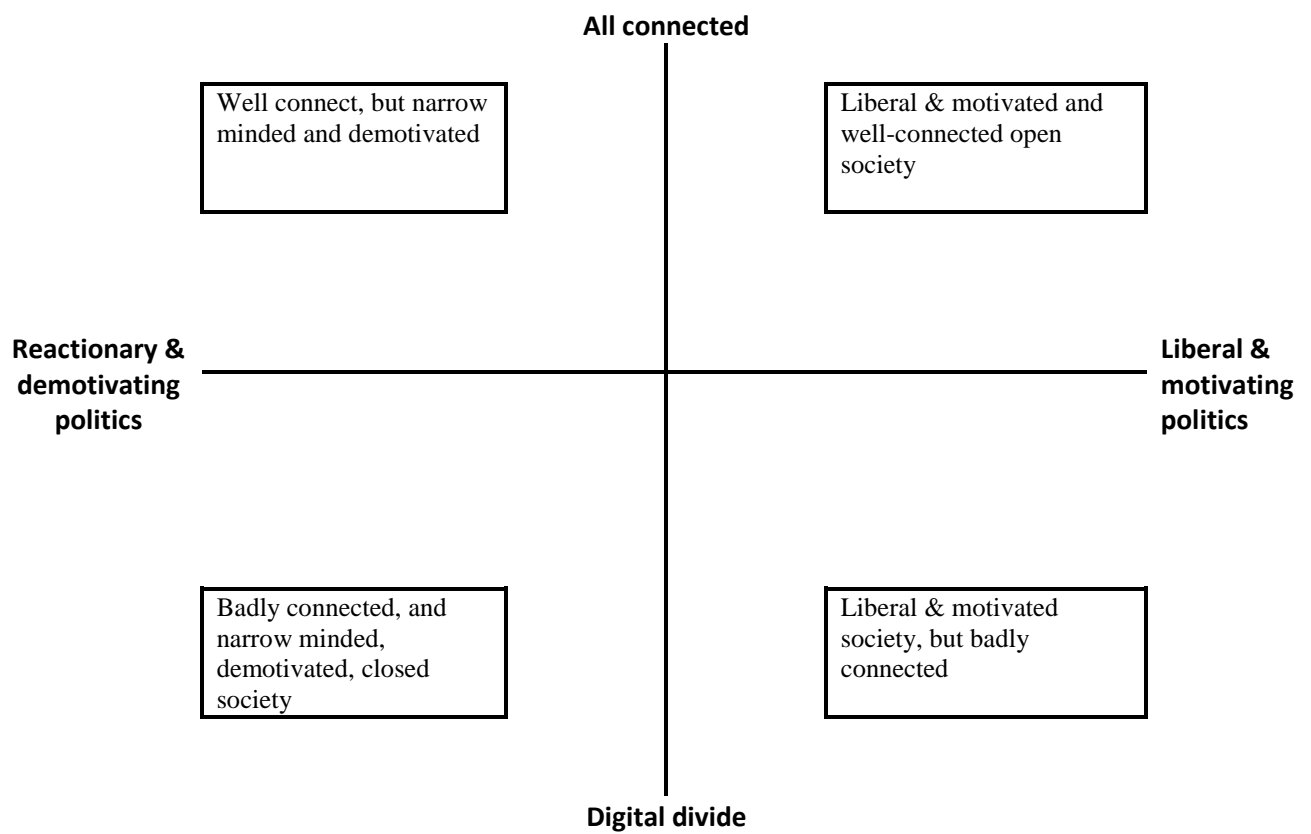 All connected
Well connect, but narrow
minded and demotivated
Liberal & motivated and
well-connected open
society
Reactionary &
demotivating
politics
Liberal &
motivating
politics
Badly connected, and
narrow minded,
demotivated, closed
society
Liberal & motivated
society, but badly
connected
Digital divide